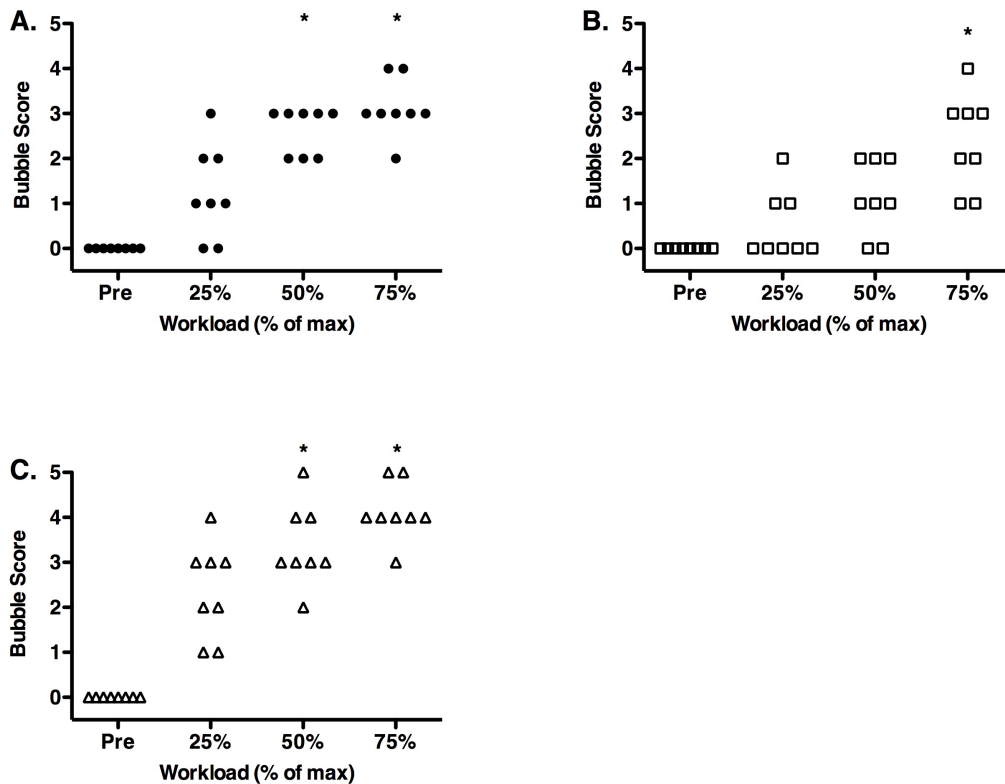 A.
* *
5
4
3
2
1
0
Bubble Score
Pre 25% 50% 75%
Workload (% of max)
B.
*
5
4
3
2
1
0
Bubble Score
Pre 25% 50% 75%
Workload (% of max)
C.
* *
5
4
3
2
1
0
Bubble Score
Pre 25% 50% 75%
Workload (% of max)